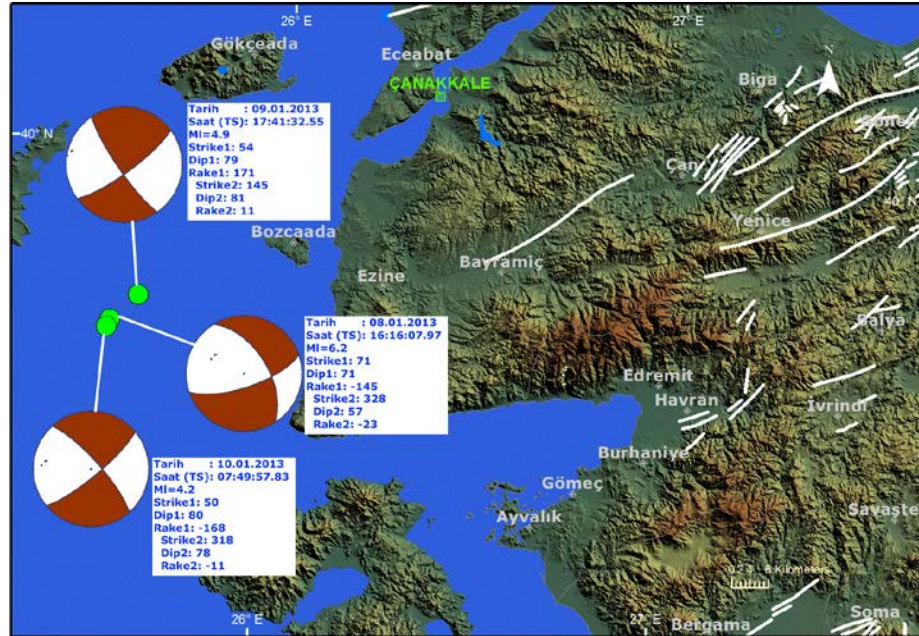 26° E
27° E
Gökçeada
Eceabat
ÇANAKKALE
Biga
N
40° N
Tarih : 09.01.2013
Saat (TS): 17:41:32.55
Ml=4.9
Strike1: 54
Dip1: 79
Rake1: 171
Strike2: 145
Dip2: 81
Rake2: 11
Çan
40° N
Yenice
Bozcaada
Ezine
Bayramiç
Tarih : 08.01.2013
Saat (TS): 16:16:07.97
Ml=6.2
Strike1: 71
Dip1: 71
Rake1: -145
Strike2: 328
Dip2: 57
Rake2: -23
Edremit
Havran
İvrindi
Burhaniye
Tarih : 10.01.2013
Saat (TS): 07:49:57.83
Ml=4.2
Strike1: 50
Dip1: 80
Rake1: -168
Strike2: 318
Dip2: 78
Rake2: -11
Gömeç
Ayvalık
Savaşte
Kilometers
26° E
27° E
Bergama
Soma